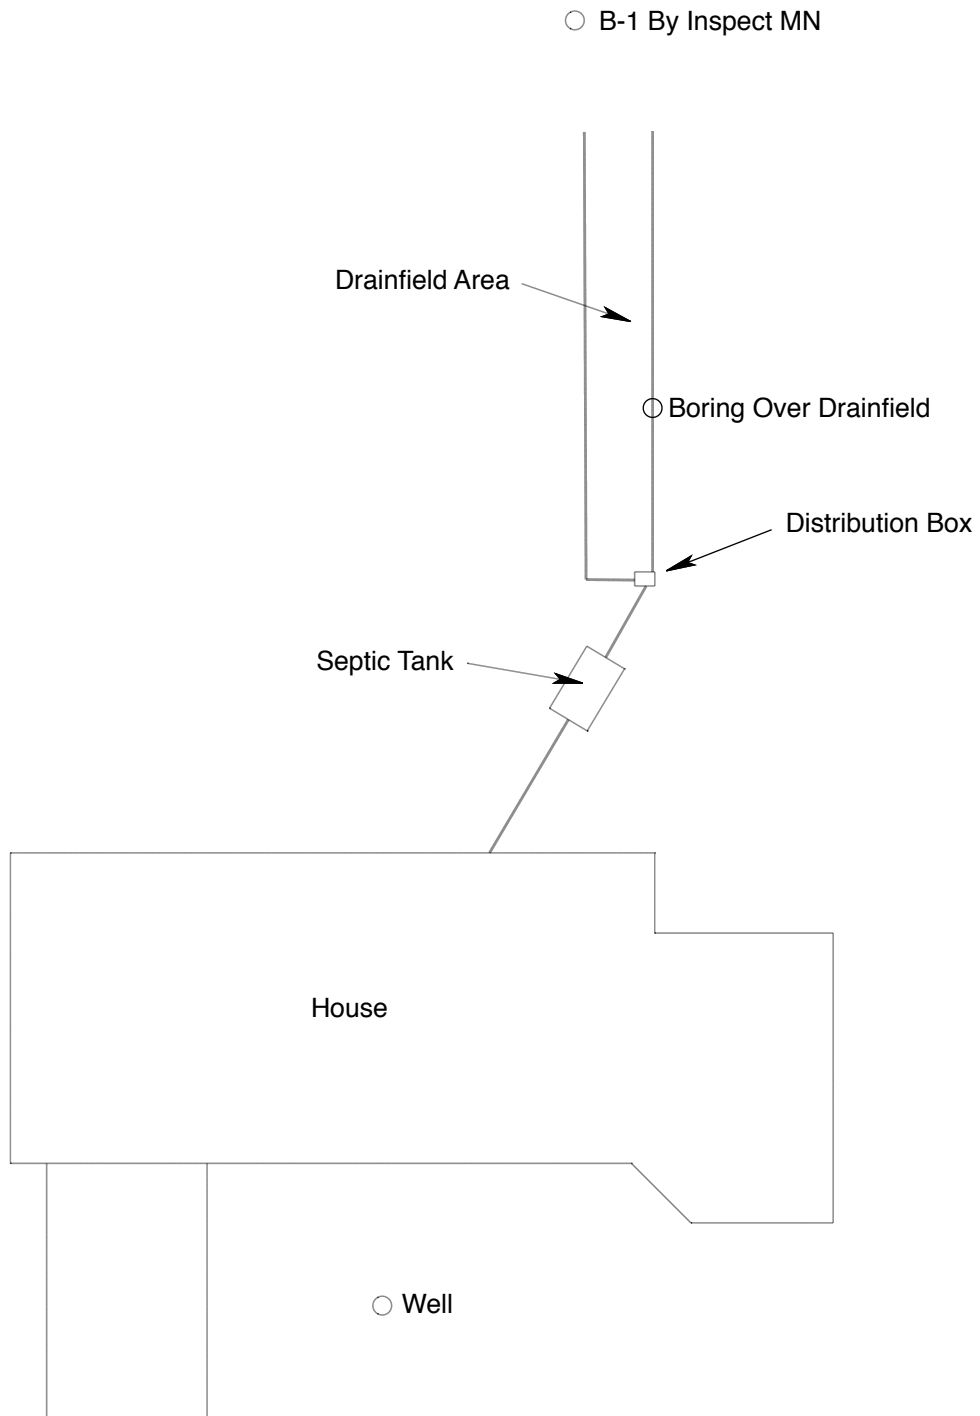 B-1 By Inspect MN
Drainfield Area
Boring Over Drainfield
Distribution Box
Septic Tank
House
Well